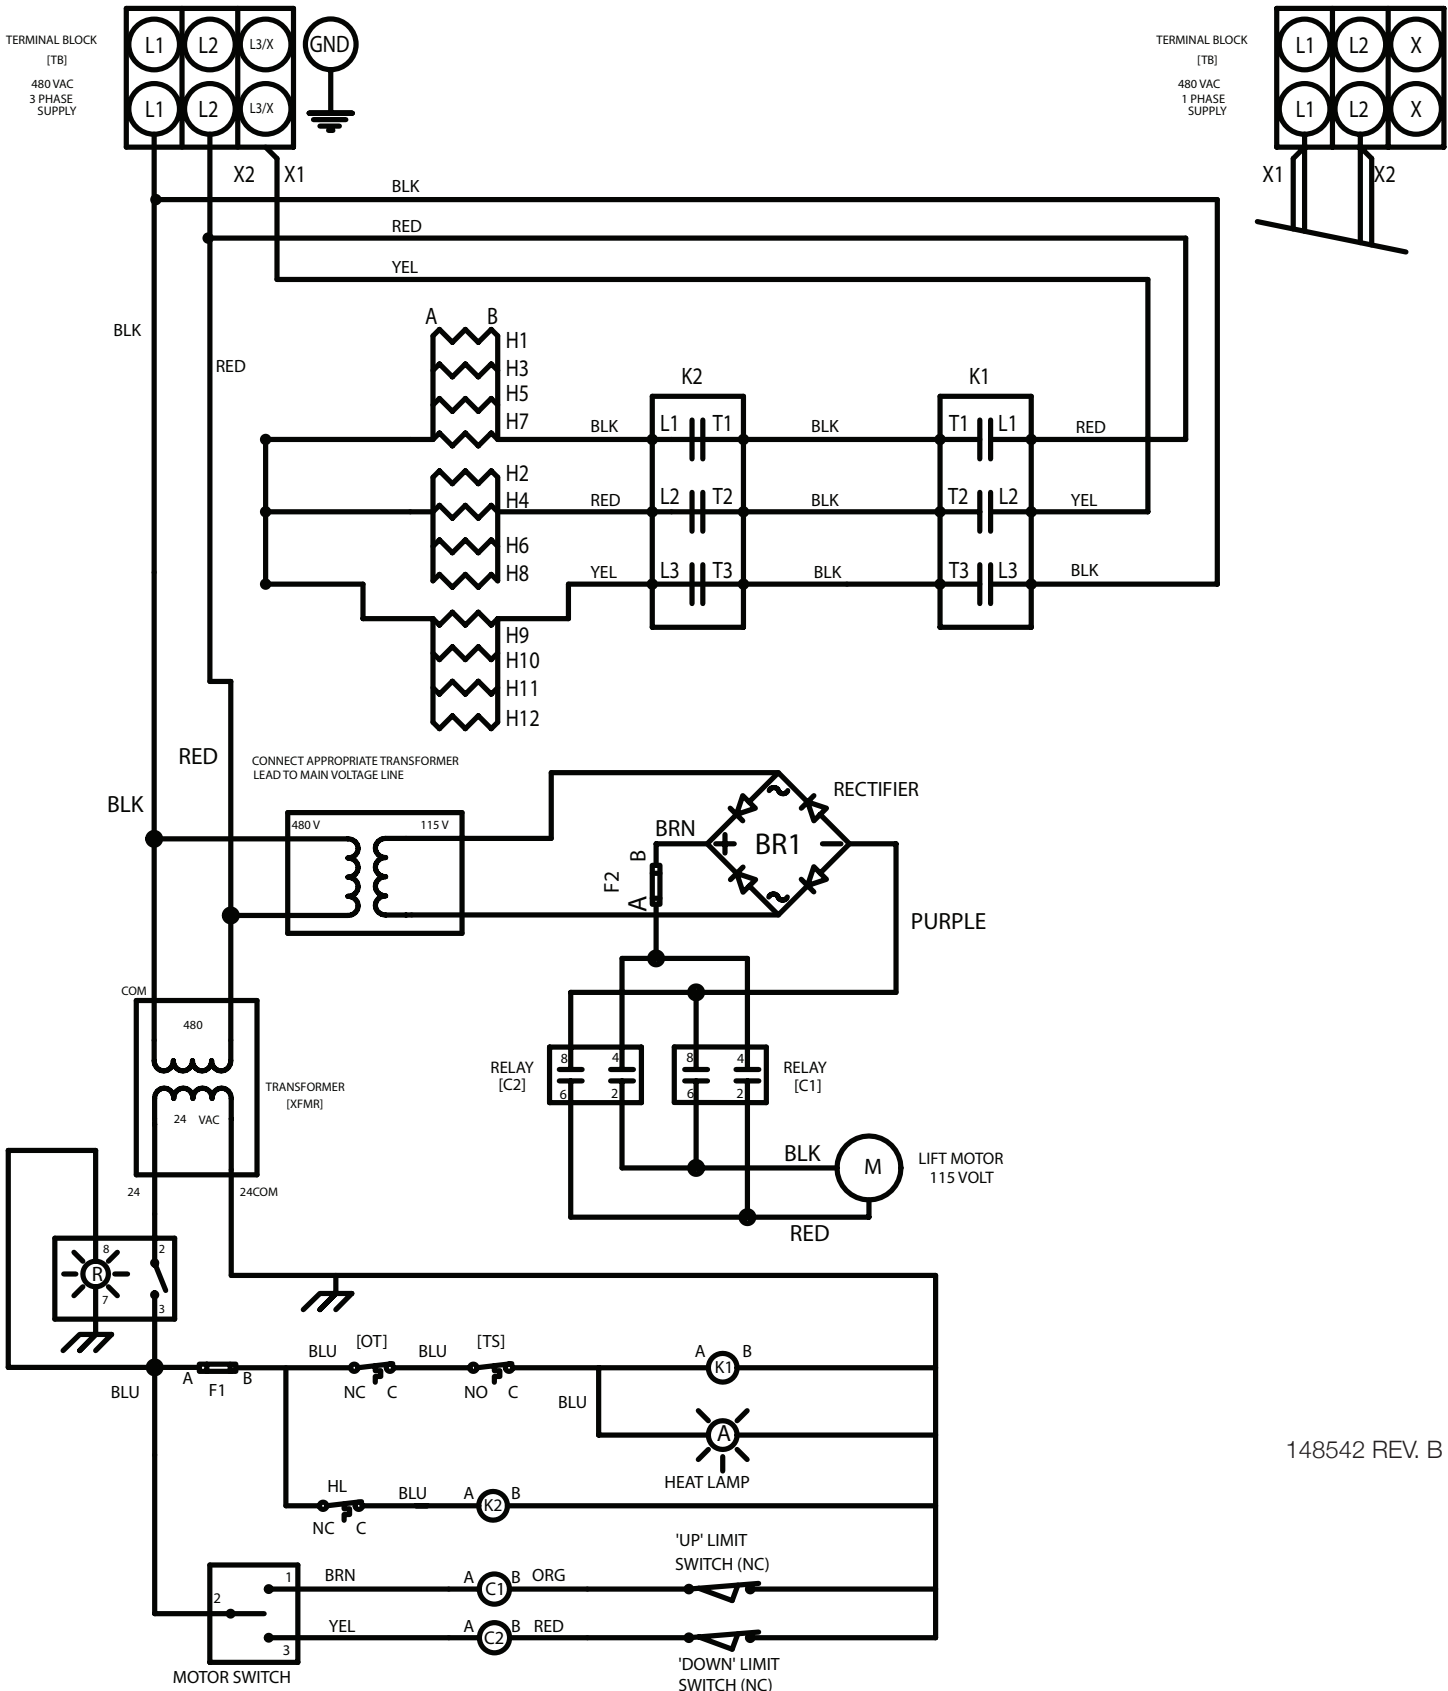 TERMINAL BLOCK
[TB]
480 VAC
3 PHASE
SUPPLY
L1 L2 L3/X GND
L1 L2 L3/X
X2 X1
TERMINAL BLOCK
[TB]
480 VAC
1 PHASE
SUPPLY
L1 L2 X
L1 L2 X
X1 X2
BLK
RED
YEL
BLK
RED
A B
H1
H3
H5
H7
H2
H4
H6
H8
H9
H10
H11
H12
K2
K1
BLK L1 T1 BLK T1 L1 RED
RED L2 T2 BLK T2 L2 YEL
YEL L3 T3 BLK T3 L3 BLK
RED
BLK
CONNECT APPROPRIATE TRANSFORMER
LEAD TO MAIN VOLTAGE LINE
480 V 115 V
RECTIFIER
BRN
BR1
B
F2
A
PURPLE
COM
480
24 VAC
TRANSFORMER
[XFMR]
24 24COM
RELAY
[C2]
8 4
6 2
8 4
6 2
RELAY
[C1]
BLK
M
LIFT MOTOR
115 VOLT
RED
8 2
R
7 3
BLU
A B
F1
BLU [OT] BLU [TS]
NC C NO C
A K1 B
BLU
A
HEAT LAMP
HL BLU A K2 B
NC C
'UP' LIMIT
SWITCH (NC)
1 BRN A C1 B ORG
2
3 YEL A C2 B RED
MOTOR SWITCH
'DOWN' LIMIT
SWITCH (NC)
148542 REV. B